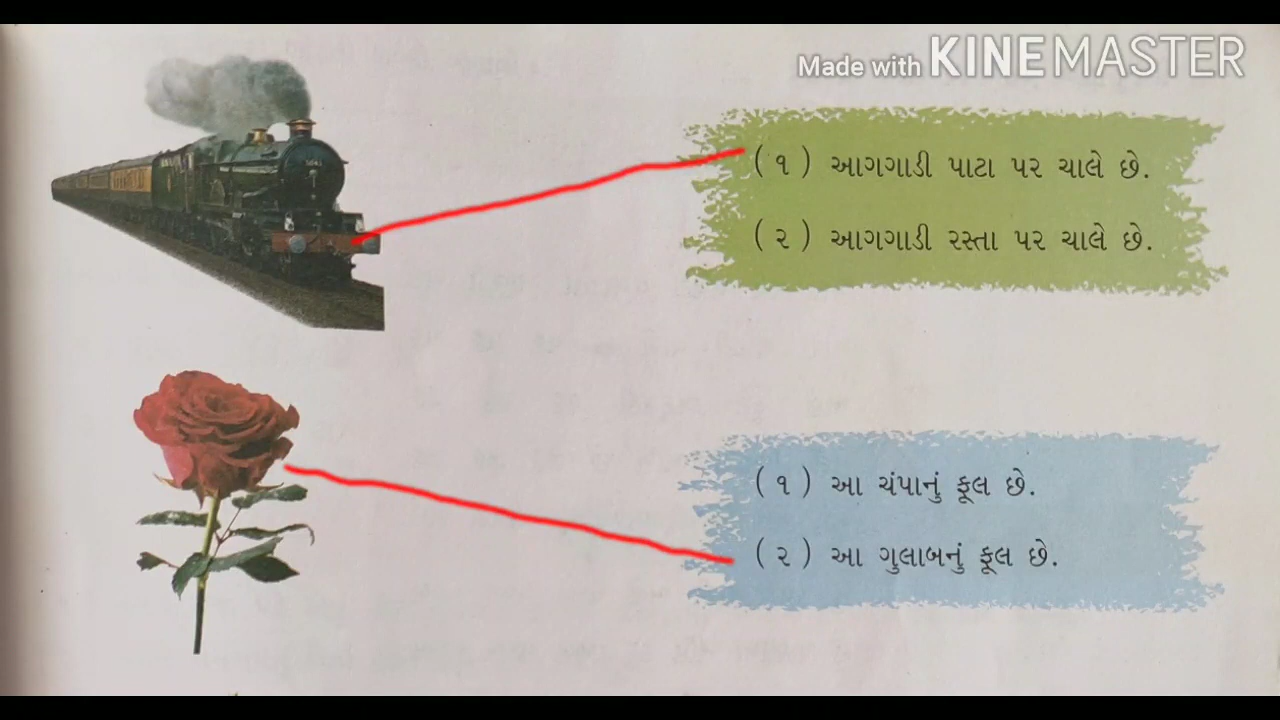 Made with KINEMASTER
(૧) આગગાડી પાટા પર ચાલે છે.
(૨) આગગાડી રસ્તા પર ચાલે છે.
(૧) આ ચંપાનું ફૂલ છે.
(૨) આ ગુલાબનું ફૂલ છે.